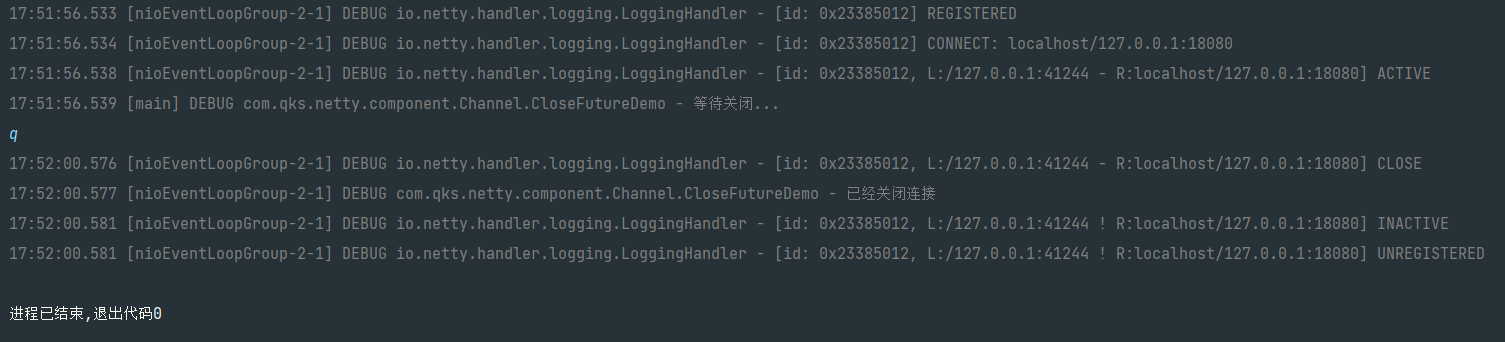 17:51:56.533 [nioEventLoopGroup-2-1] DEBUG io.netty.handler.logging.LoggingHandler - [id: 0x23385012] REGISTERED
17:51:56.534 [nioEventLoopGroup-2-1] DEBUG io.netty.handler.logging.LoggingHandler - [id: 0x23385012] CONNECT: localhost/127.0.0.1:18080
17:51:56.538 [nioEventLoopGroup-2-1] DEBUG io.netty.handler.logging.LoggingHandler - [id: 0x23385012, L:/127.0.0.1:41244 - R:localhost/127.0.0.1:18080] ACTIVE
17:51:56.539 [main] DEBUG com.qks.netty.component.Channel.CloseFutureDemo - 等待关闭...
q
17:52:00.576 [nioEventLoopGroup-2-1] DEBUG io.netty.handler.logging.LoggingHandler - [id: 0x23385012, L:/127.0.0.1:41244 - R:localhost/127.0.0.1:18080] CLOSE
17:52:00.577 [nioEventLoopGroup-2-1] DEBUG com.qks.netty.component.Channel.CloseFutureDemo - 已经关闭连接
17:52:00.581 [nioEventLoopGroup-2-1] DEBUG io.netty.handler.logging.LoggingHandler - [id: 0x23385012, L:/127.0.0.1:41244 ! R:localhost/127.0.0.1:18080] INACTIVE
17:52:00.581 [nioEventLoopGroup-2-1] DEBUG io.netty.handler.logging.LoggingHandler - [id: 0x23385012, L:/127.0.0.1:41244 ! R:localhost/127.0.0.1:18080] UNREGISTERED
进程已结束,退出代码0